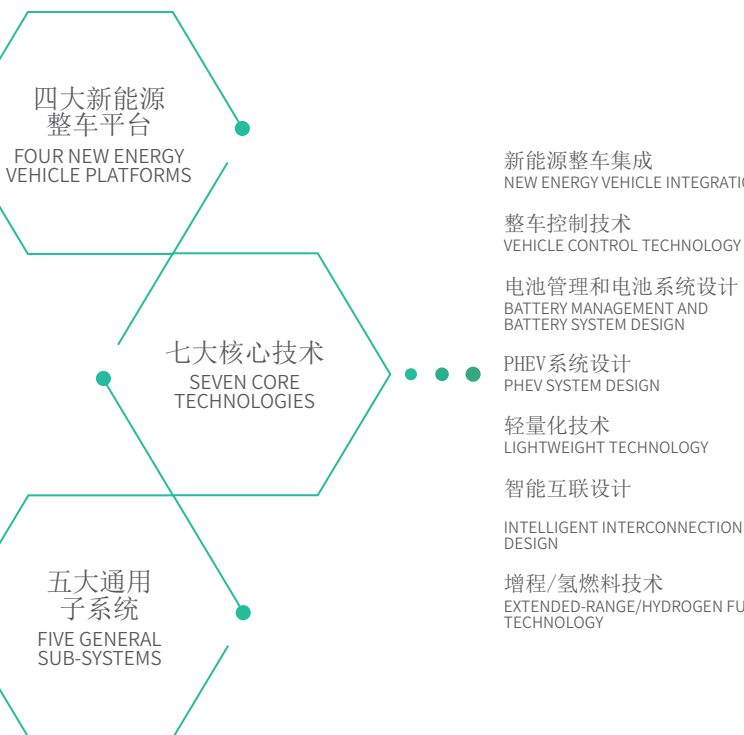 四大新能源
整车平台
FOUR NEW ENERGY
VEHICLE PLATFORMS
七大核心技术
SEVEN CORE
TECHNOLOGIES
五大通用
子系统
FIVE GENERAL
SUB-SYSTEMS
新能源整车集成
NEW ENERGY VEHICLE
整车控制技术
VEHICLE CONTROL TECHNOLOGY
电池管理和电池系统设计
BATTERY MANAGEMENT AND
BATTERY SYSTEM DESIGN
PHEV系统设计
PHEV SYSTEM DESIGN
轻量化技术
LIGHTWEIGHT TECHNOLOGY
智能互联设计
INTELLIGENT INTERCONNECTION
DESIGN
增程/氢燃料技术
EXTENDED-RANGE/HYDROGEN
TECHNOLOGY